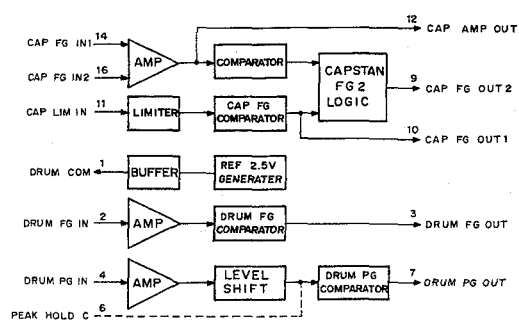 12
CAP FG IN1 14
CAP AMP OUT
CAP FG IN2 16
AMP
COMPARATOR
CAPSTAN
FG2
LOGIC
9
CAP FG OUT2
CAP LIM IN 11
LIMITER
CAP FG
COMPARATOR
10
CAP FG OUT1
DRUM COM 1
BUFFER
REF 2.5V
GENERATER
DRUM FG IN 2
AMP
DRUM FG
COMPARATOR
3
DRUM FG OUT
DRUM PG IN 4
AMP
LEVEL
SHIFT
DRUM PG
COMPARATOR
7
DRUM PG OUT
PEAK HOLD C 6